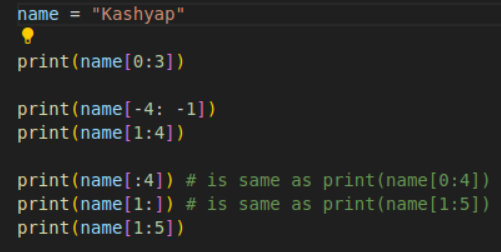 name = "Kashyap"
print(name[0:3])
print(name[-4: -1])
print(name[1:4])
print(name[:4]) # is same as print(name[0:4])
print(name[1:]) # is same as print(name[1:5])
print(name[1:5])